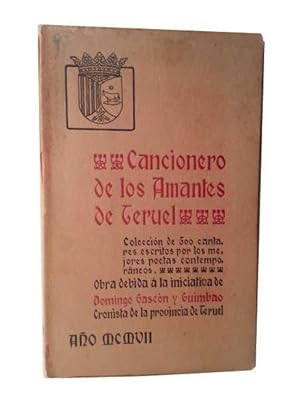 Cancionero
de los Amantes
de Teruel
Colección de 500 canta-
res escritos por los me-
jores poetas contempo-
ráneos.
Obra debida á la iniciativa de
Domingo Gascón y Guimbao
Cronista de la provincia de Teruel
AÑO MCMVII